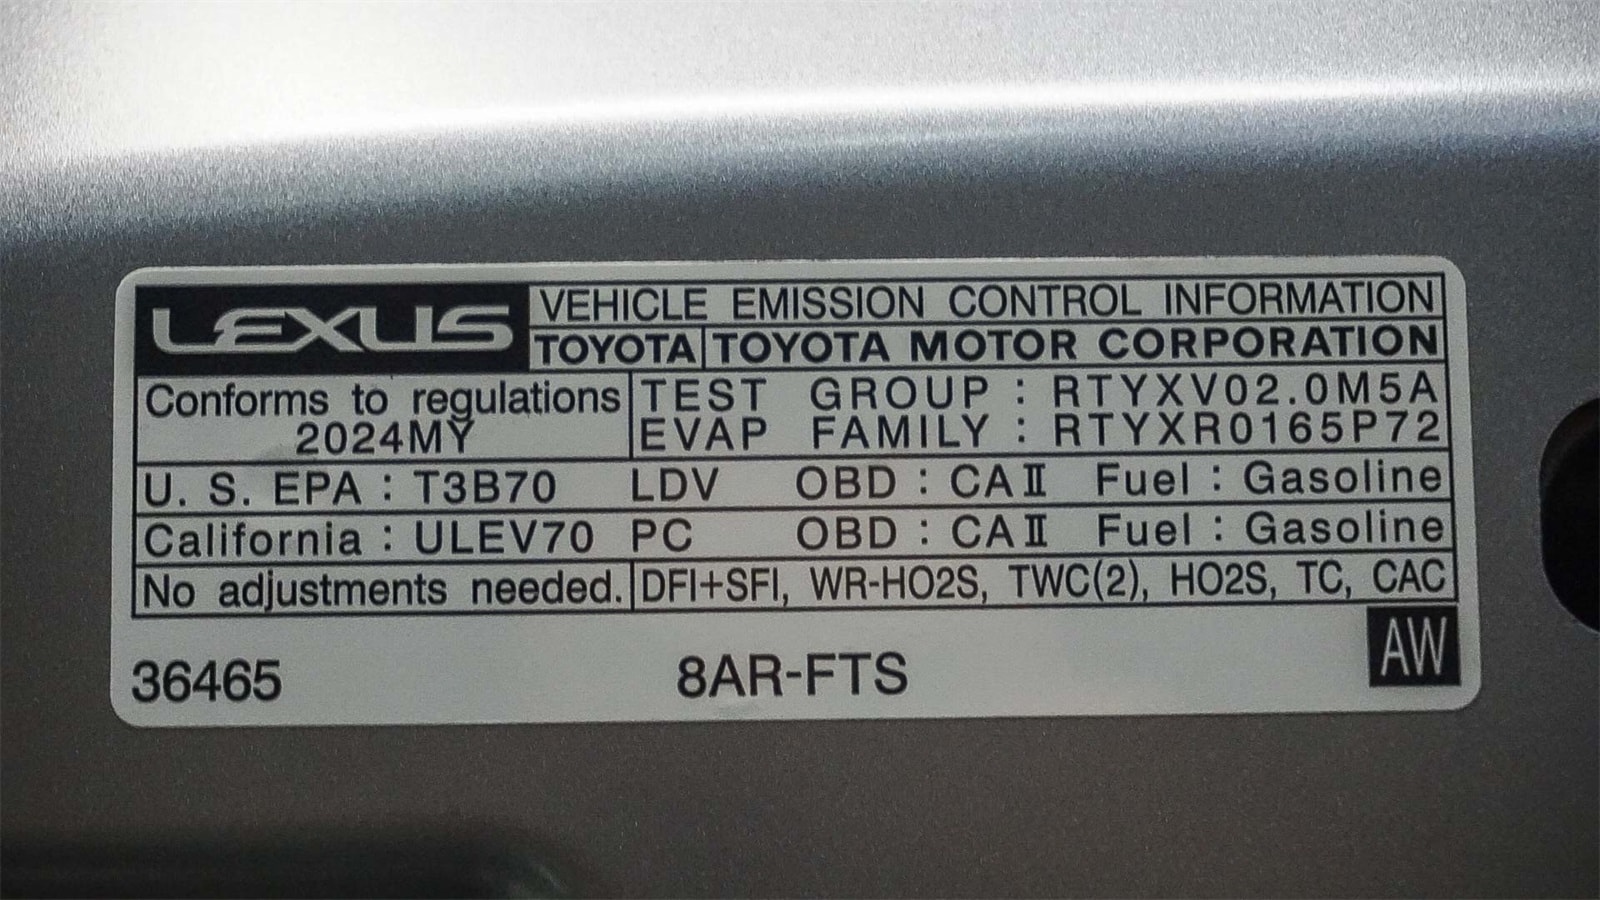 LEXUS VEHICLE EMISSION CONTROL INFORMATION
TOYOTA TOYOTA MOTOR CORPORATION
Conforms to regulations
2024MY
TEST GROUP : RTYXV02.0M5A
EVAP FAMILY : RTYXR0165P72
U. S. EPA : T3B70 LDV OBD : CAⅡ Fuel : Gasoline
California : ULEV70 PC OBD : CAⅡ Fuel : Gasoline
No adjustments needed. DFI+SFI, WR-HO2S, TWC(2), HO2S, TC, CAC
36465 8AR-FTS AW